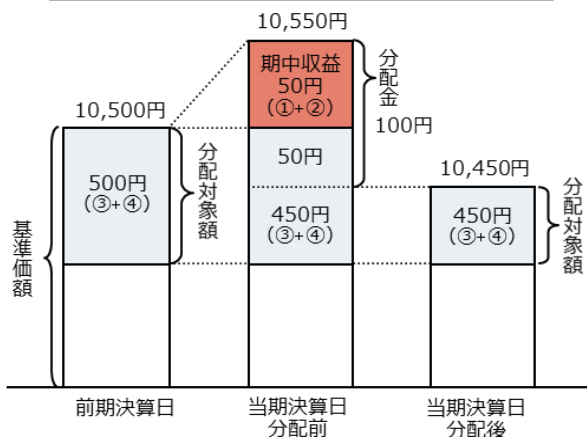 10,550円
期中収益
50円
(①+②)
分配金
100円
10,500円
500円
(③+④)
分配対象額
50円
450円
(③+④)
10,450円
450円
(③+④)
分配対象額
基準価額
前期決算日
当期決算日
分配前
当期決算日
分配後